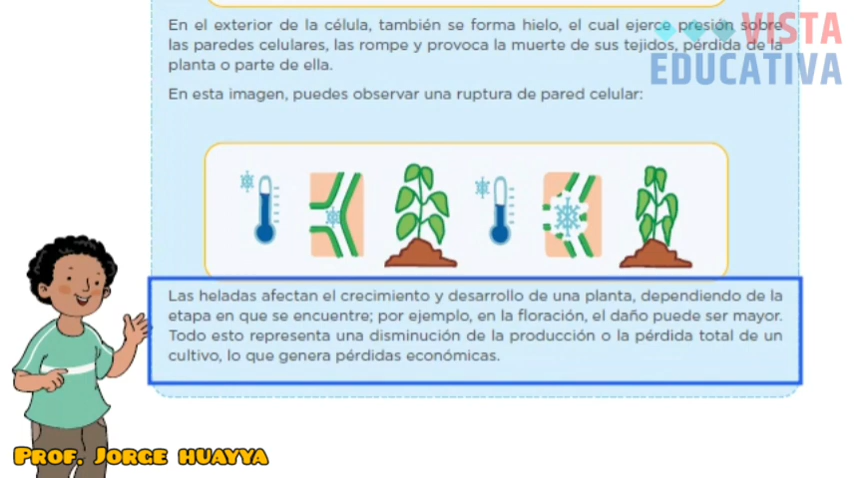 En el exterior de la célula, también se forma hielo, el cual ejerce presión sobre
las paredes celulares, las rompe y provoca la muerte de sus tejidos, pérdida de la
planta o parte de ella.
VISTA
EDUCATIVA
En esta imagen, puedes observar una ruptura de pared celular:
Las heladas afectan el crecimiento y desarrollo de una planta, dependiendo de la
etapa en que se encuentre; por ejemplo, en la floración, el daño puede ser mayor.
Todo esto representa una disminución de la producción o la pérdida total de un
cultivo, lo que genera pérdidas económicas.
Prof. Jorge huayya